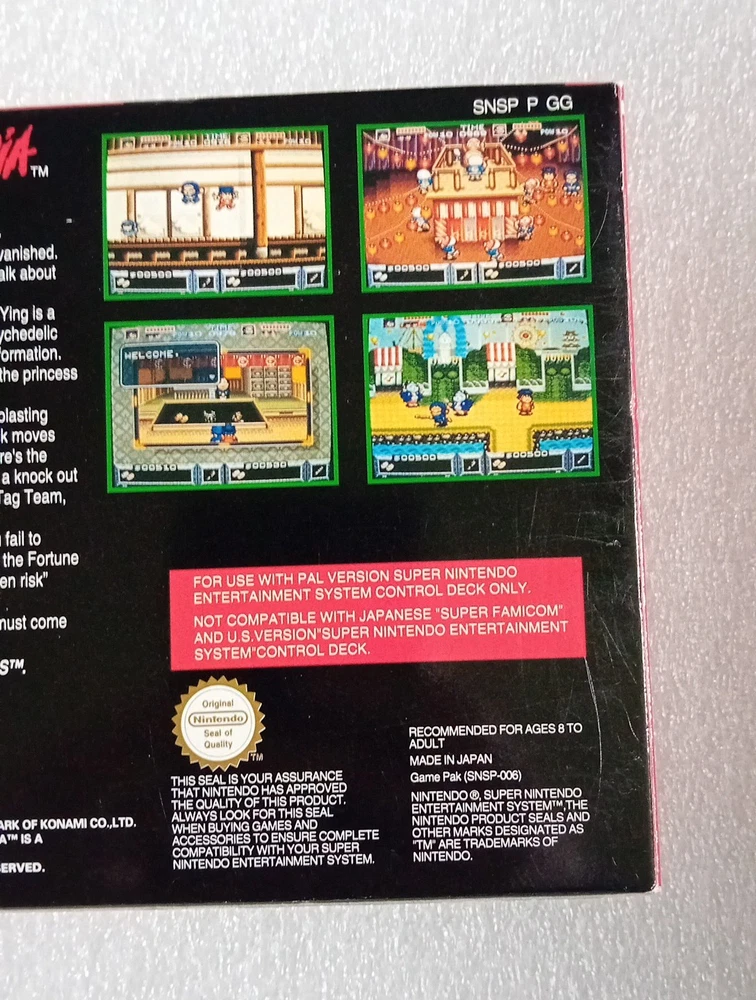 SNSP P GG
JA™
vanished.
alk about
Ying is a
ychedelic
ormation.
the princess
blasting
k moves
re's the
a knock out
Tag Team,
fail to
the Fortune
en risk"
must come
S™.
TIME
TIME
WELCOME.
FOR USE WITH PAL VERSION SUPER NINTENDO
ENTERTAINMENT SYSTEM CONTROL DECK ONLY.
NOT COMPATIBLE WITH JAPANESE "SUPER FAMICOM"
AND U.S.VERSION"SUPER NINTENDO ENTERTAINMENT
SYSTEM"CONTROL DECK.
Original
Nintendo
Seal of
Quality
TM
THIS SEAL IS YOUR ASSURANCE
THAT NINTENDO HAS APPROVED
THE QUALITY OF THIS PRODUCT.
ALWAYS LOOK FOR THIS SEAL
WHEN BUYING GAMES AND
ACCESSORIES TO ENSURE COMPLETE
COMPATIBILITY WITH YOUR SUPER
NINTENDO ENTERTAINMENT SYSTEM.
RECOMMENDED FOR AGES 8 TO
ADULT
MADE IN JAPAN
Game Pak (SNSP-006)
NINTENDO ®, SUPER NINTENDO
ENTERTAINMENT SYSTEM™,THE
NINTENDO PRODUCT SEALS AND
OTHER MARKS DESIGNATED AS
"TM" ARE TRADEMARKS OF
NINTENDO.
ARK OF KONAMI CO.,LTD.
A™ IS A
ERVED.